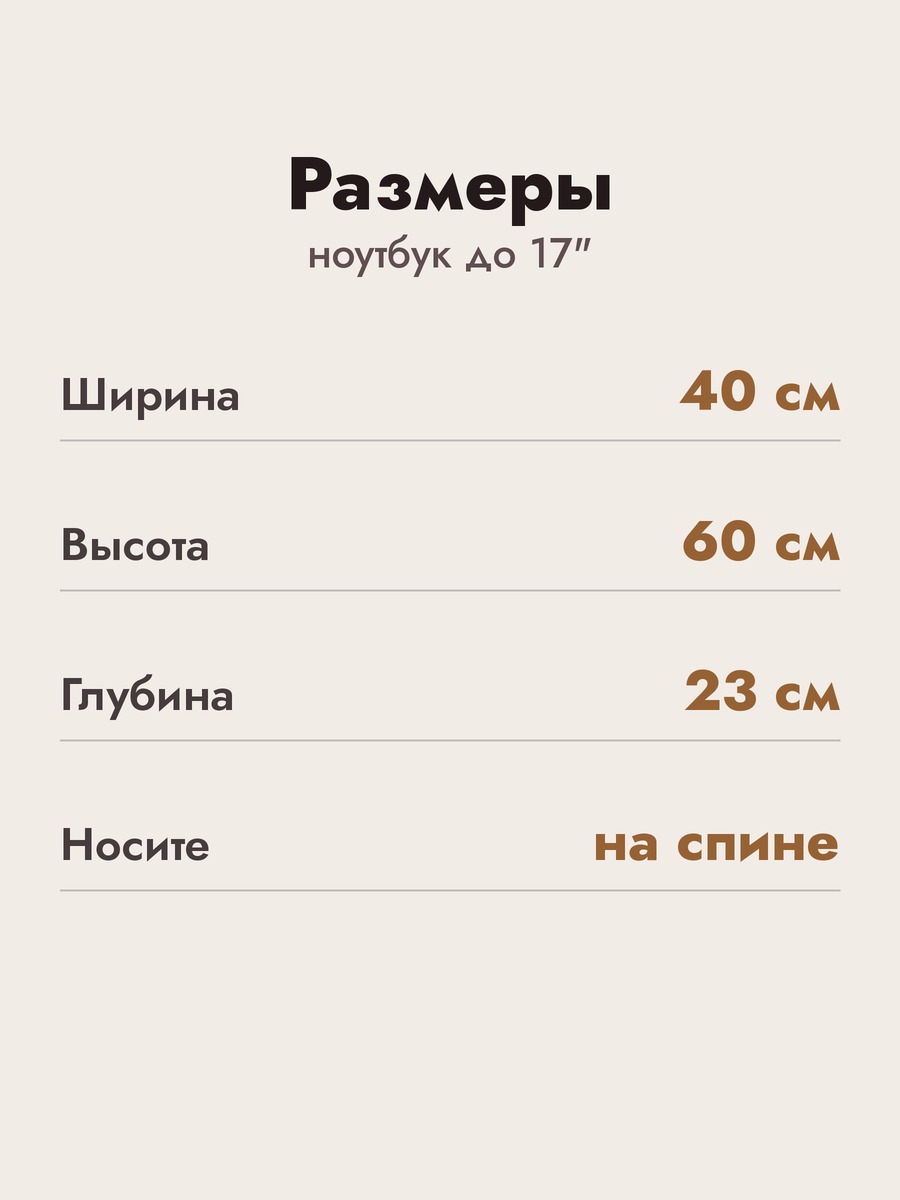 Размеры
ноутбук до 17"
Ширина 40 см
Высота 60 см
Глубина 23 см
Носите на спине